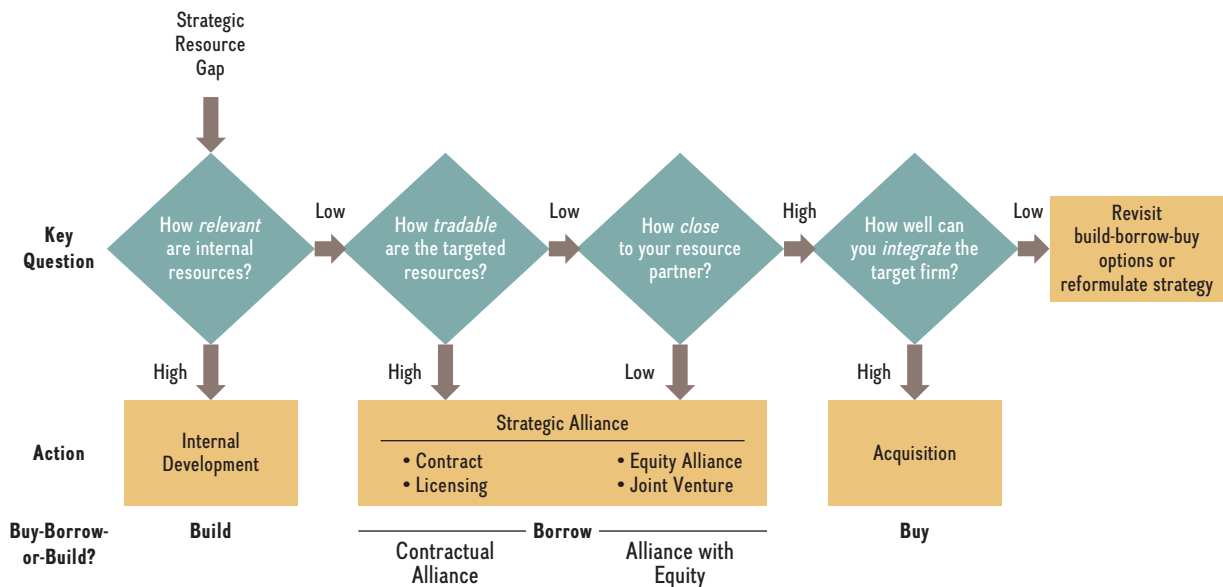 Strategic
Resource
Gap
Key
Question
How relevant
are internal
resources?
Low
How tradable
are the targeted
resources?
Low
How close
to your resource
partner?
High
How well can
you integrate the
target firm?
Low
Revisit
build-borrow-buy
options or
reformulate strategy
High
High
Low
High
Action
Internal
Development
Strategic Alliance
• Contract
• Licensing
• Equity Alliance
• Joint Venture
Acquisition
Buy-Borrow-
or-Build?
Build
Borrow
Buy
Contractual
Alliance
Alliance with
Equity